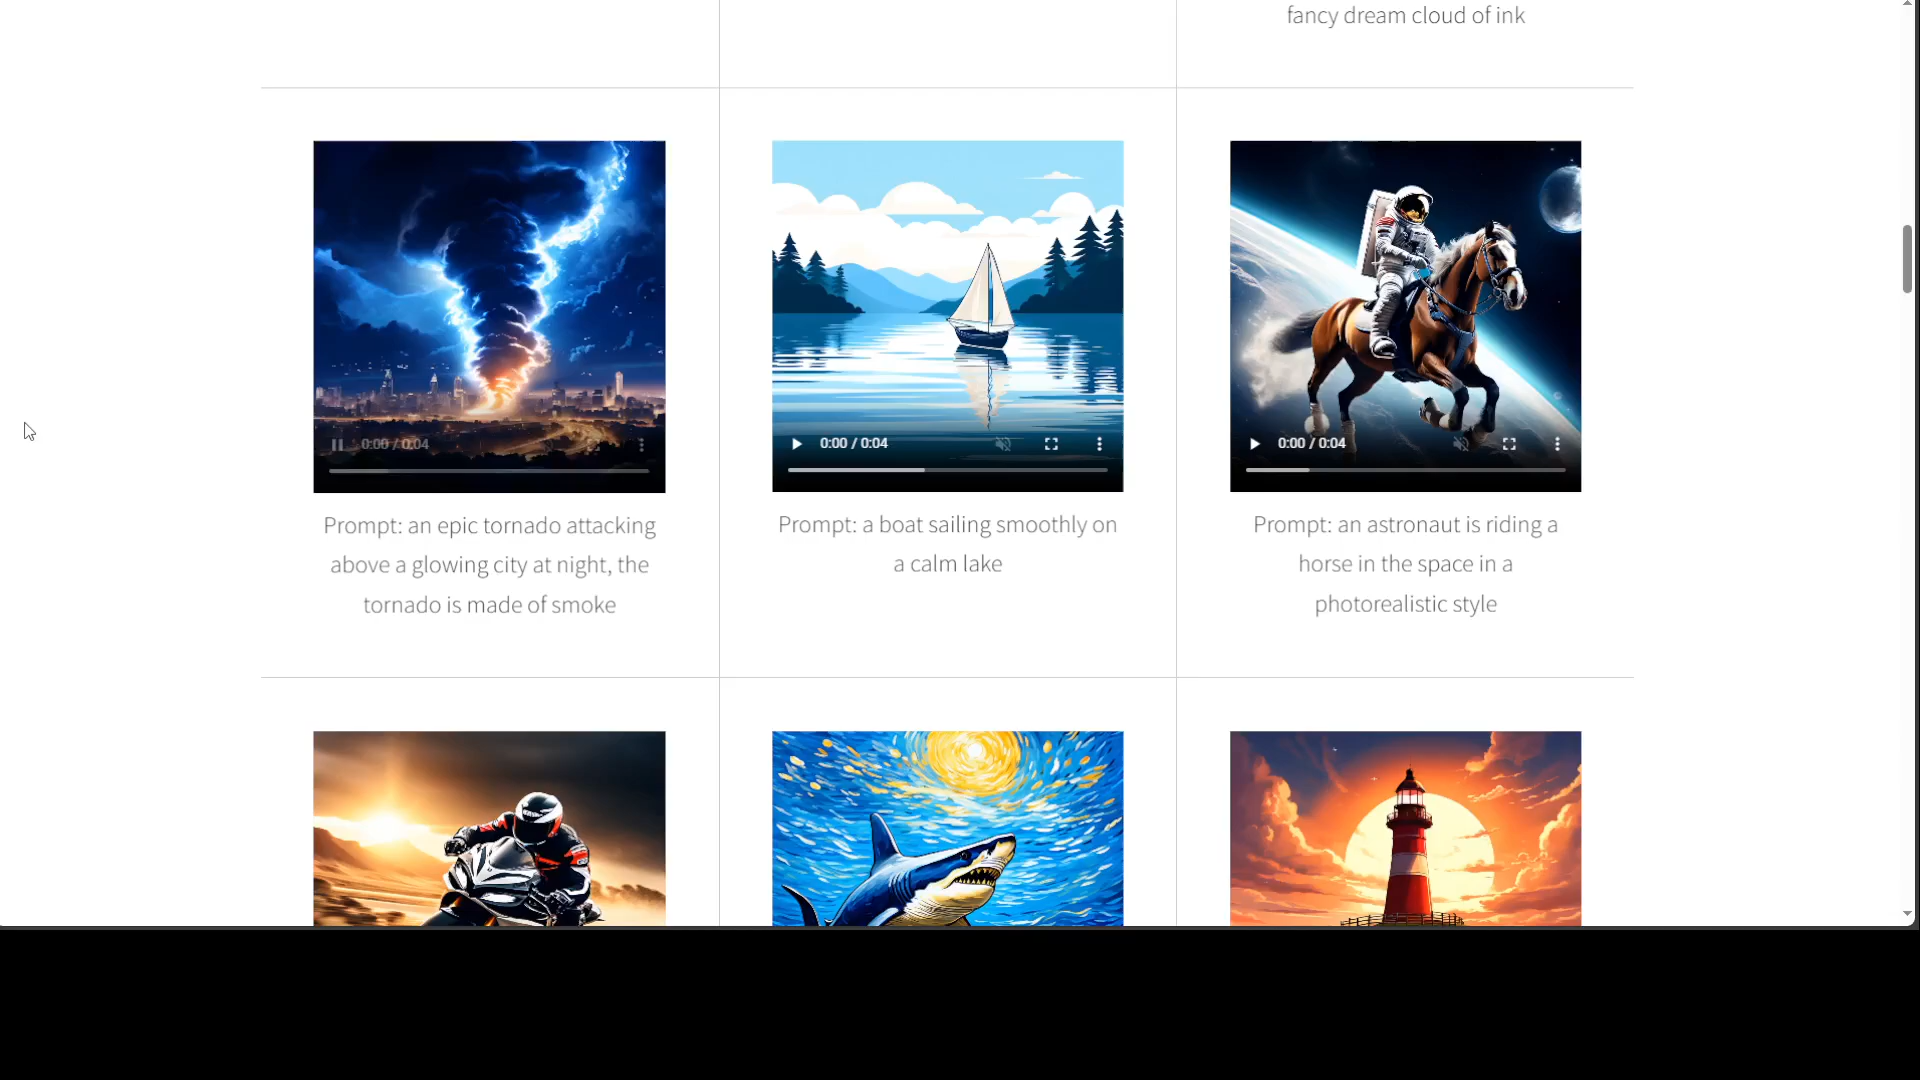 fancy dream cloud of ink
0:00 / 0:04
0:00 / 0:04
0:00 / 0:04
Prompt: an epic tornado attacking
above a glowing city at night, the
tornado is made of smoke
Prompt: a boat sailing smoothly on
a calm lake
Prompt: an astronaut is riding a
horse in the space in a
photorealistic style